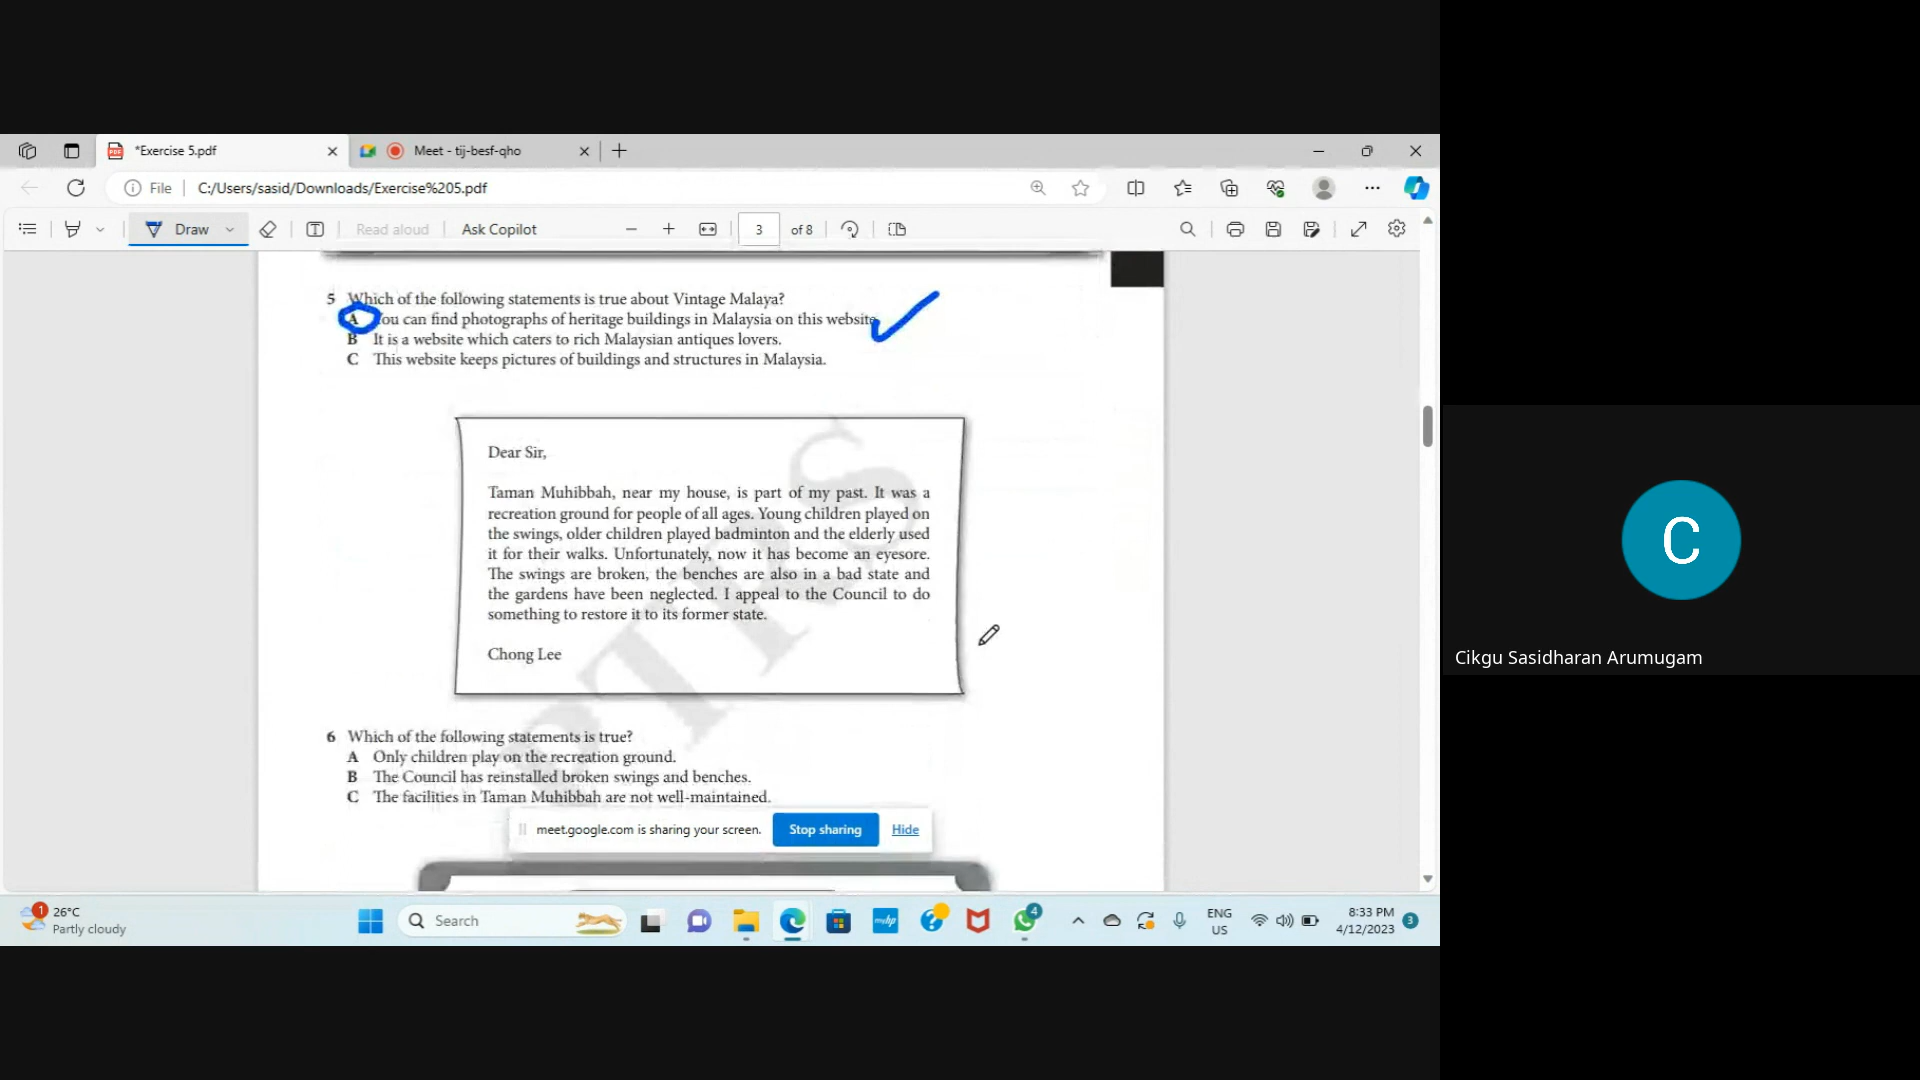 *Exercise 5.pdf
Meet - tij-besf-qho
File
C:/Users/sasid/Downloads/Exercise%205.pdf
Draw
Read aloud
Ask Copilot
3
of 8
5 Which of the following statements is true about Vintage Malaya?
A You can find photographs of heritage buildings in Malaysia on this website.
B It is a website which caters to rich Malaysian antiques lovers.
C This website keeps pictures of buildings and structures in Malaysia.
Dear Sir,
Taman Muhibbah, near my house, is part of my past. It was a
recreation ground for people of all ages. Young children played on
the swings, older children played badminton and the elderly used
it for their walks. Unfortunately, now it has become an eyesore.
The swings are broken, the benches are also in a bad state and
the gardens have been neglected. I appeal to the Council to do
something to restore it to its former state.
Chong Lee
PTRS
6 Which of the following statements is true?
A Only children play on the recreation ground.
B The Council has reinstalled broken swings and benches.
C The facilities in Taman Muhibbah are not well-maintained.
meet.google.com is sharing your screen.
Stop sharing
Hide
C
Cikgu Sasidharan Arumugam
1
26°C
Partly cloudy
Search
myhp
4
ENG
US
8:33 PM
4/12/2023
3